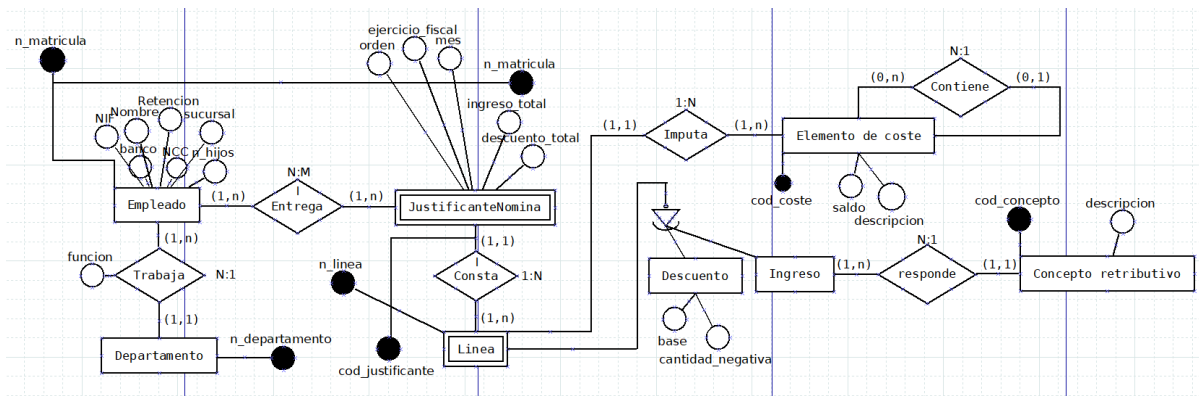 n_matricula
ejercicio_fiscal
orden
mes
n_matricula
N:1
(0,n)
Contiene
(0,1)
Retencion
Nombre
sucursal
NIF
banco
NCC
n_hijos
ingreso_total
descuento_total
1:N
(1,1)
Imputa
(1,n)
Elemento de coste
cod_coste
saldo
descripcion
N:M
Empleado
(1,n)
Entrega
(1,n)
JustificanteNomina
cod_concepto
descripcion
(1,n)
(1,1)
funcion
Trabaja
N:1
n_linea
Consta
1:N
Descuento
Ingreso
(1,n)
N:1
responde
(1,1)
Concepto retributivo
(1,1)
(1,n)
n_departamento
Departamento
cod_justificante
Linea
base
cantidad_negativa